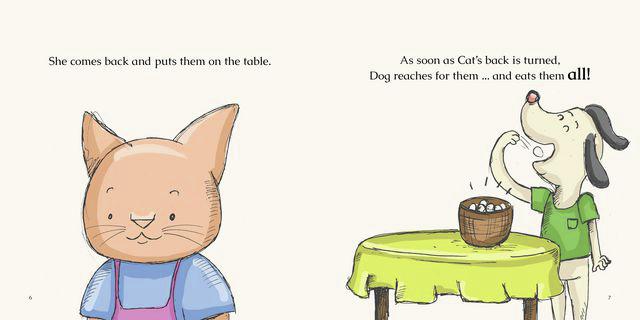 She comes back and puts them on the table.
As soon as Cat's back is turned,
Dog reaches for them ... and eats them all!
6
7